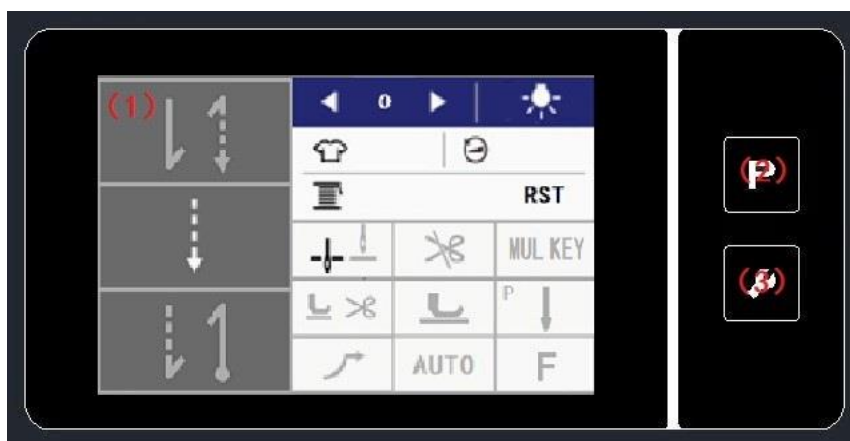 (1)
0
RST
MUL KEY
P
AUTO
F
(2)
P
(3)